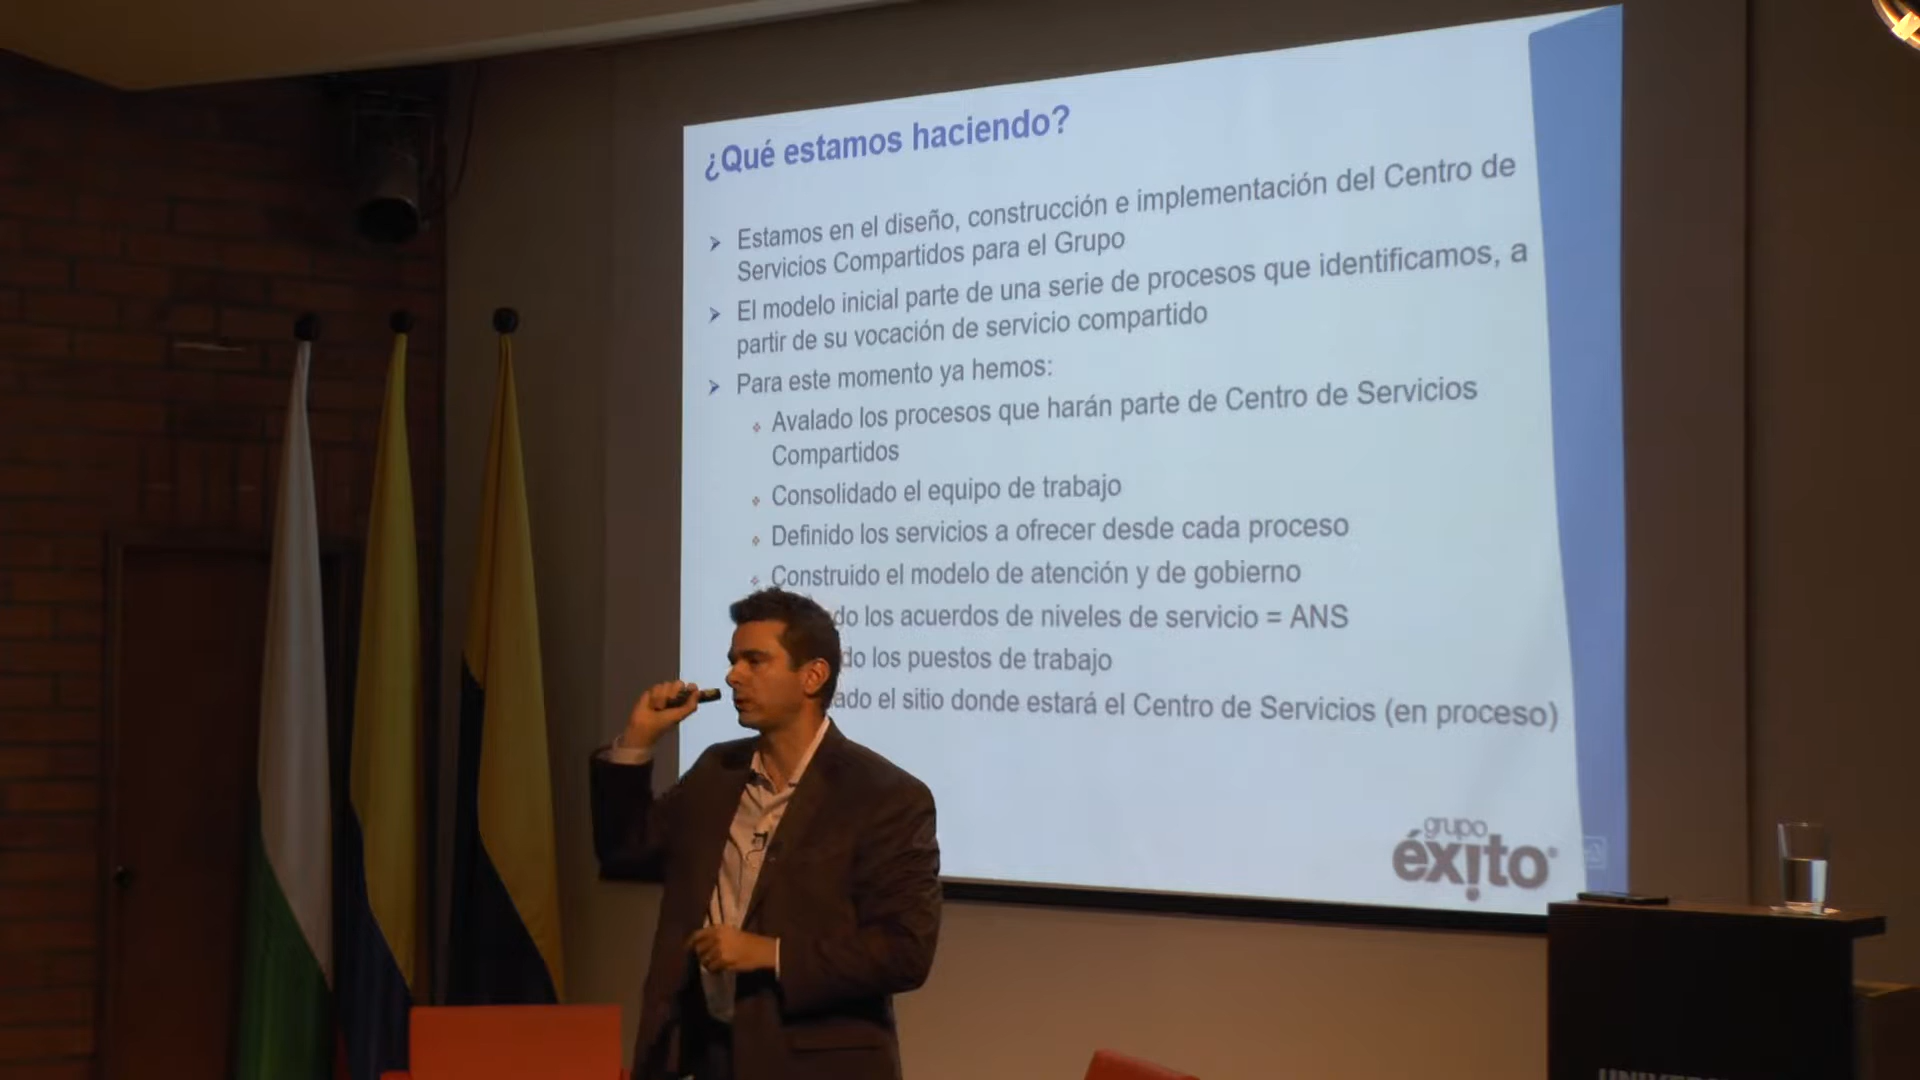 ¿Qué estamos haciendo?
Estamos en el diseño, construcción e implementación del Centro de
Servicios Compartidos para el Grupo
El modelo inicial parte de una serie de procesos que identificamos, a
partir de su vocación de servicio compartido
Para este momento ya hemos:
Avalado los procesos que harán parte de Centro de Servicios
Compartidos
Consolidado el equipo de trabajo
Definido los servicios a ofrecer desde cada proceso
Construido el modelo de atención y de gobierno
do los acuerdos de niveles de servicio = ANS
do los puestos de trabajo
ado el sitio donde estará el Centro de Servicios (en proceso)
grupo
éxito